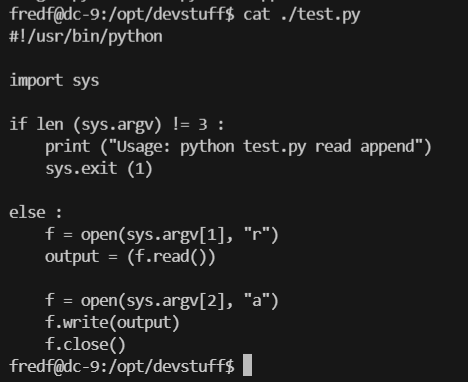 fredf@dc-9:/opt/devstuff$ cat ./test.py
#!/usr/bin/python
import sys
if len (sys.argv) != 3 :
    print ("Usage: python test.py read append")
    sys.exit (1)
else :
    f = open(sys.argv[1], "r")
    output = (f.read())
    f = open(sys.argv[2], "a")
    f.write(output)
    f.close()
fredf@dc-9:/opt/devstuff$